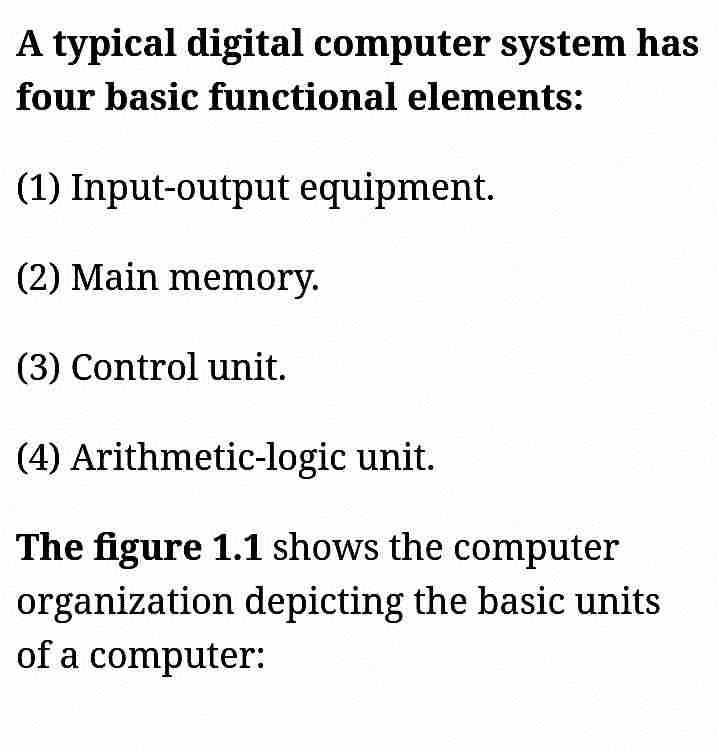 A typical digital computer system has
four basic functional elements:
(1) Input-output equipment.
(2) Main memory.
(3) Control unit.
(4) Arithmetic-logic unit.
The figure 1.1 shows the computer
organization depicting the basic units
of a computer: